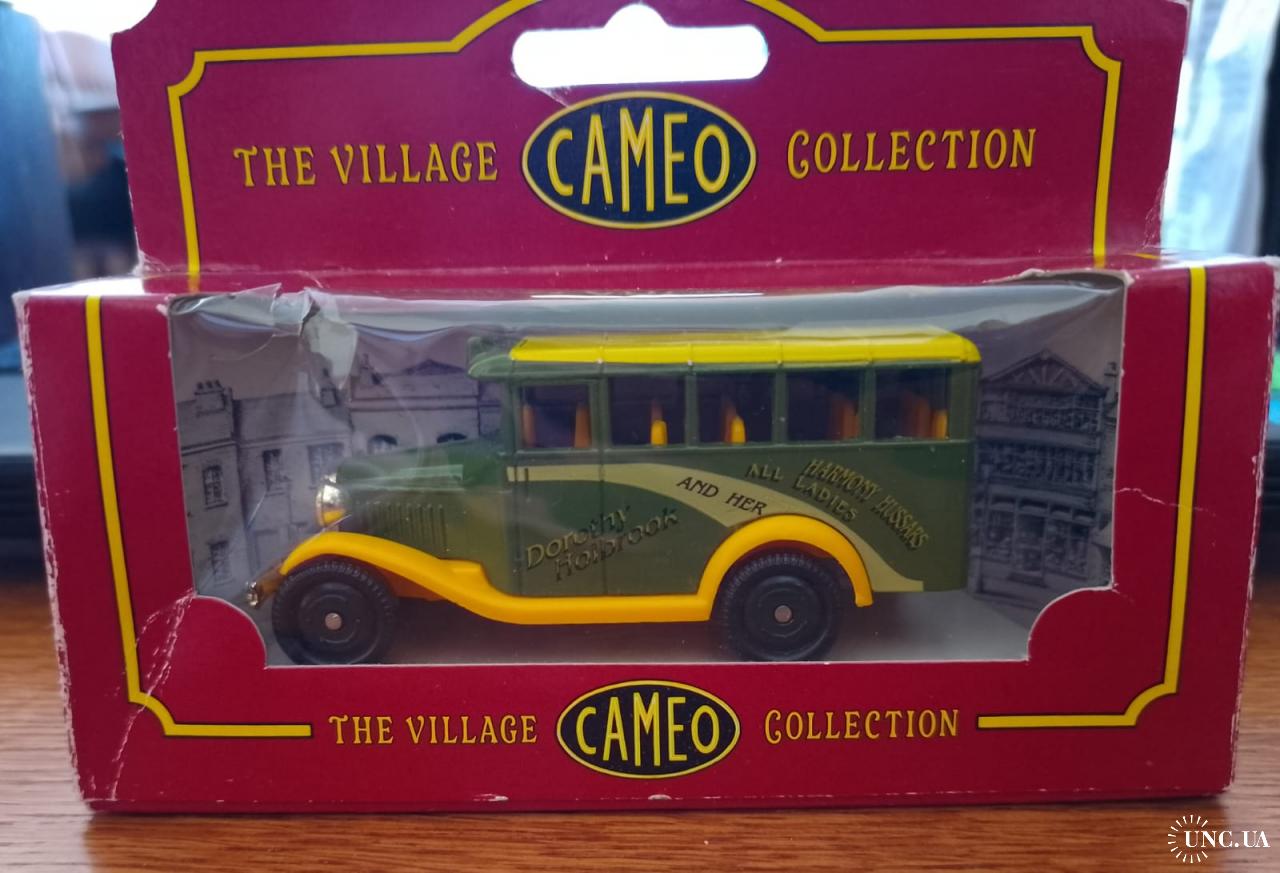 THE VILLAGE CAMEO COLLECTION
Dorothy
Holbrook
AND HER
ALL LADIES
HARMONY HUSSARS
THE VILLAGE CAMEO COLLECTION
UNC.UA